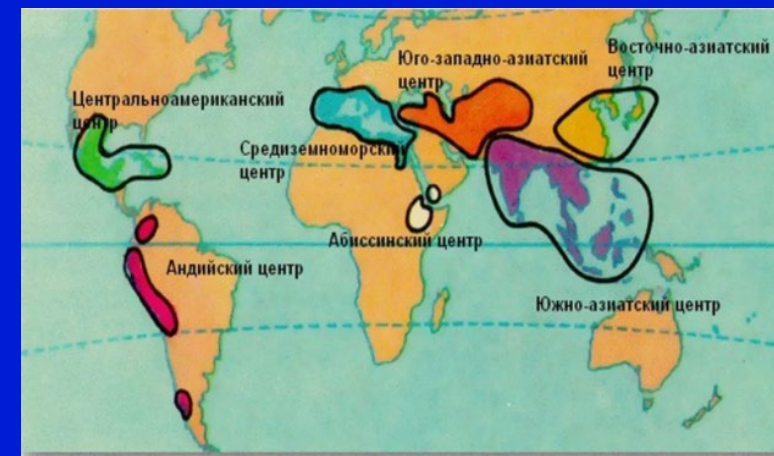 Юго-западно-азиатский
центр
Восточно-азиатский
центр
Центральноамериканский
центр
Средиземноморский
центр
Абиссинский центр
Андийский центр
Южно-азиатский центр